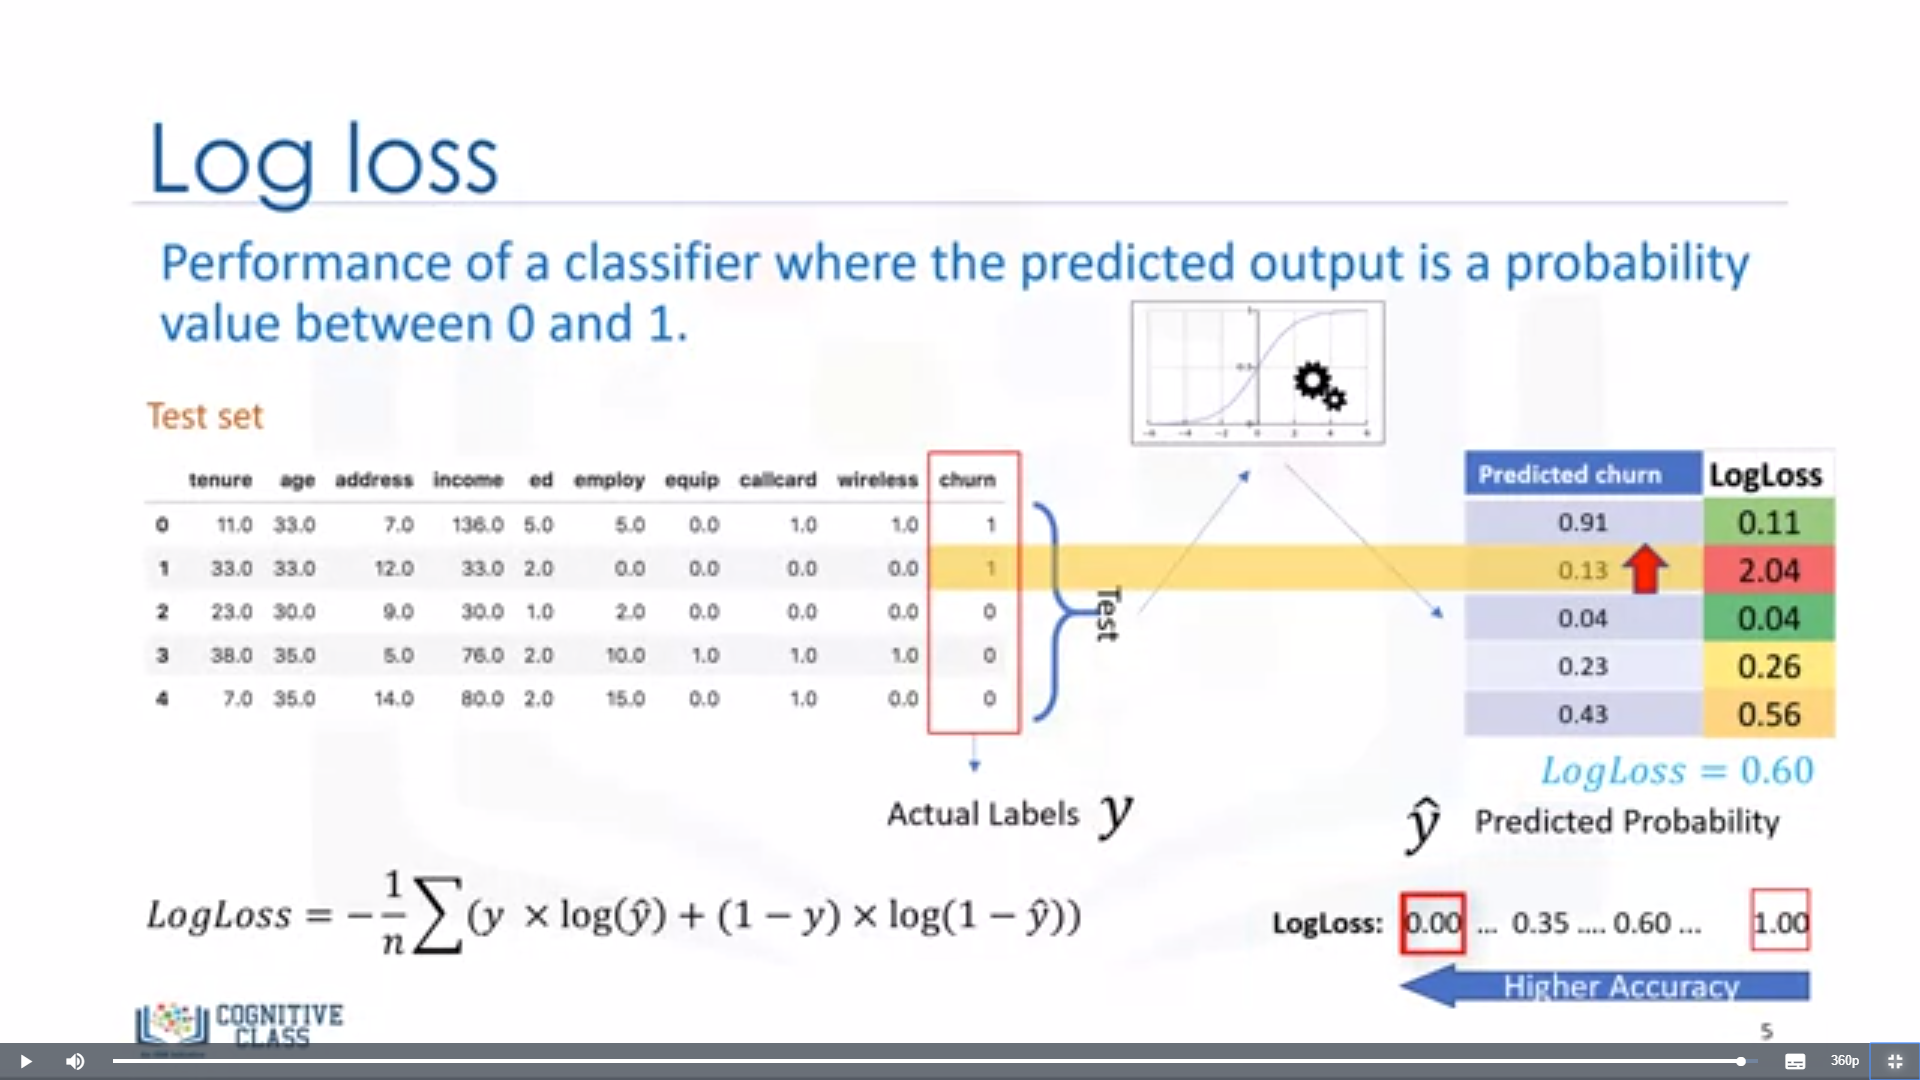 Log loss
Performance of a classifier where the predicted output is a probability
value between 0 and 1.
Test set
tenure age address income ed employ equip callcard wireless churn
0 11.0 33.0 7.0 136.0 5.0 5.0 0.0 1.0 1.0 1
1 33.0 33.0 12.0 33.0 2.0 0.0 0.0 0.0 0.0 1
2 23.0 30.0 9.0 30.0 1.0 2.0 0.0 0.0 0.0 0
3 38.0 35.0 5.0 76.0 2.0 10.0 1.0 1.0 1.0 0
4 7.0 35.0 14.0 80.0 2.0 15.0 0.0 1.0 0.0 0
Test
Predicted churn LogLoss
0.91 0.11
0.13 2.04
0.04 0.04
0.23 0.26
0.43 0.56
LogLoss = 0.60
Actual Labels y
ŷ Predicted Probability
LogLoss = −1/n ∑(y × log(ŷ) + (1 − y) × log(1 − ŷ))
LogLoss: 0.00 ... 0.35 .... 0.60 ... 1.00
Higher Accuracy
COGNITIVE
CLASS
5
360p